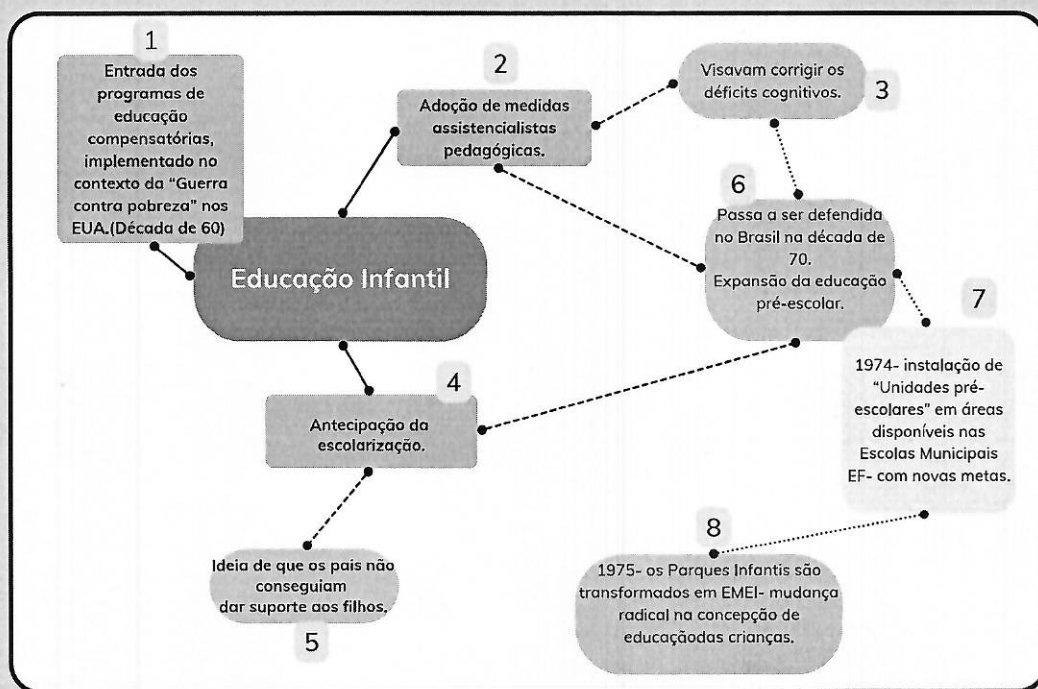 1
Entrada dos
programas de
educação
compensatórias,
implementado no
contexto da "Guerra
contra pobreza" nos
EUA.(Década de 60)
Educação Infantil
2
Adoção de medidas
assistencialistas
pedagógicas.
Visavam corrigir os
déficits cognitivos.
3
4
Antecipação da
escolarização.
Ideia de que os pais não
conseguiam
dar suporte aos filhos.
5
6
Passa a ser defendida
no Brasil na década de
70.
Expansão da educação
pré-escolar.
7
1974- instalação de
"Unidades pré-
escolares" em áreas
disponíveis nas
Escolas Municipais
EF- com novas metas.
8
1975- os Parques Infantis são
transformados em EMEI- mudança
radical na concepção de
educaçãodas crianças.